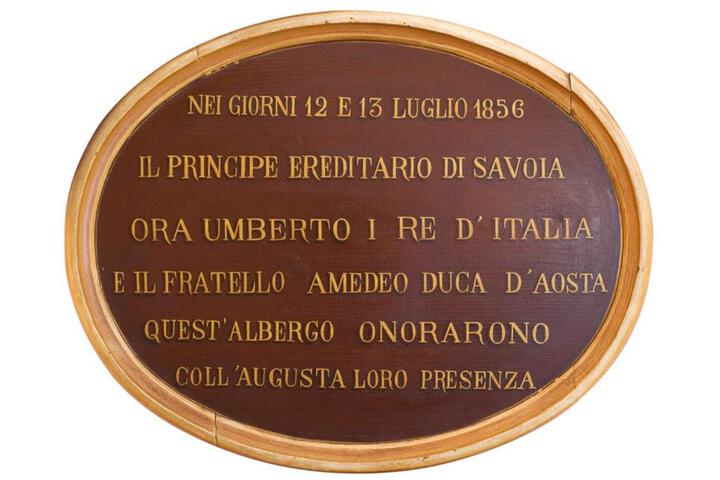 NEI GIORNI 12 E 13 LUGLIO 1856
IL PRINCIPE EREDITARIO DI SAVOIA
ORA UMBERTO I RE D'ITALIA
E IL FRATELLO AMEDEO DUCA D'AOSTA
QUEST'ALBERGO ONORARONO
COLL'AUGUSTA LORO PRESENZA